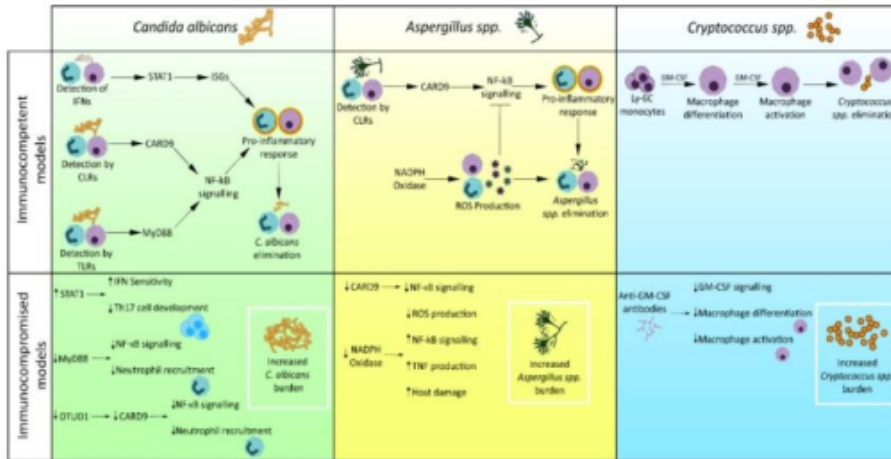 Candida albicans
Aspergillus spp.
Cryptococcus spp.
Immunocompetent
models
Detection
of IFNs
STAT1
ISGs
Detection by
CLRs
CARD9
Pro-inflammatory
response
NF-kB
signalling
Detection by
TLRs
MyD88
C. albicans
elimination
Detection by
CLRs
CARD9
NF-kB
signalling
Pro-inflammatory
response
NADPH
Oxidase
ROS Production
Aspergillus
spp. elimination
Ly-6C
monocytes
GM-CSF
Macrophage
differentiation
GM-CSF
Macrophage
activation
Cryptococcus
spp. elimination
Immunocompromised
models
↑STAT1
↑IFN Sensitivity
↓Th17 cell development
↓MyD88
↓NF-κB signalling
↓Neutrophil recruitment
↓OTUD1
↓CARD9
↓NF-κB signalling
↓Neutrophil recruitment
Increased
C. albicans
burden
↓CARD9
↓NF-κB signalling
↓NADPH
Oxidase
↓ROS production
↑NF-kB signalling
↑TNF production
↑Host damage
Increased
Aspergillus spp.
burden
Anti-GM-CSF
antibodies
↓GM-CSF signalling
↓Macrophage differentiation
↓Macrophage activation
Increased
Cryptococcus spp
burden